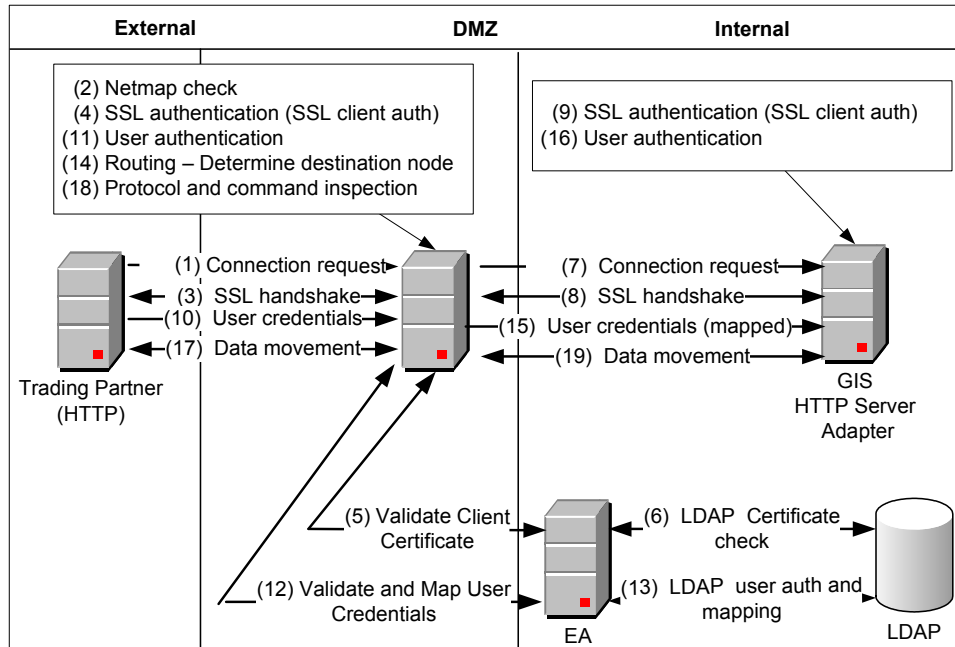 External
DMZ
Internal
(2) Netmap check
(4) SSL authentication (SSL client auth)
(11) User authentication
(14) Routing – Determine destination node
(18) Protocol and command inspection
(9) SSL authentication (SSL client auth)
(16) User authentication
(1) Connection request
(3) SSL handshake
(10) User credentials
(17) Data movement
(7) Connection request
(8) SSL handshake
(15) User credentials (mapped)
(19) Data movement
Trading Partner
(HTTP)
GIS
HTTP Server
Adapter
(5) Validate Client
Certificate
(6) LDAP Certificate
check
(12) Validate and Map User
Credentials
(13) LDAP user auth and
mapping
EA
LDAP